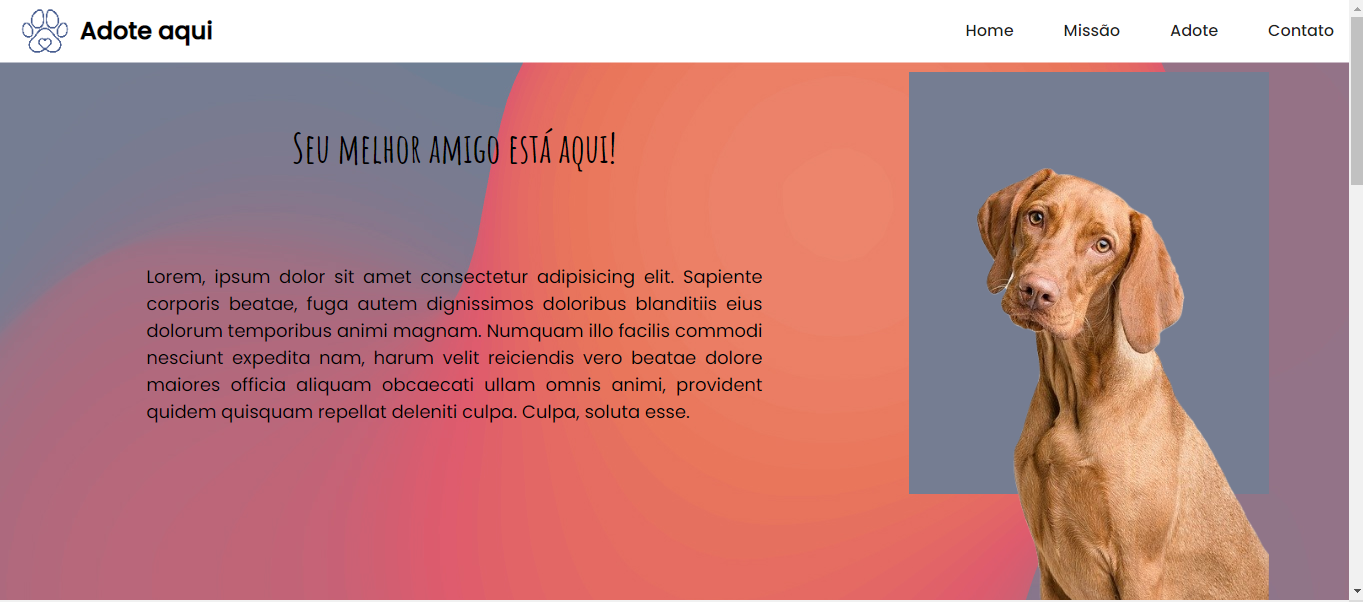 Adote aqui
Home Missão Adote Contato
Seu melhor amigo está aqui!
Lorem, ipsum dolor sit amet consectetur adipisicing elit. Sapiente
corporis beatae, fuga autem dignissimos doloribus blanditiis eius
dolorum temporibus animi magnam. Numquam illo facilis commodi
nesciunt expedita nam, harum velit reiciendis vero beatae dolore
maiores officia aliquam obcaecati ullam omnis animi, provident
quidem quisquam repellat deleniti culpa. Culpa, soluta esse.